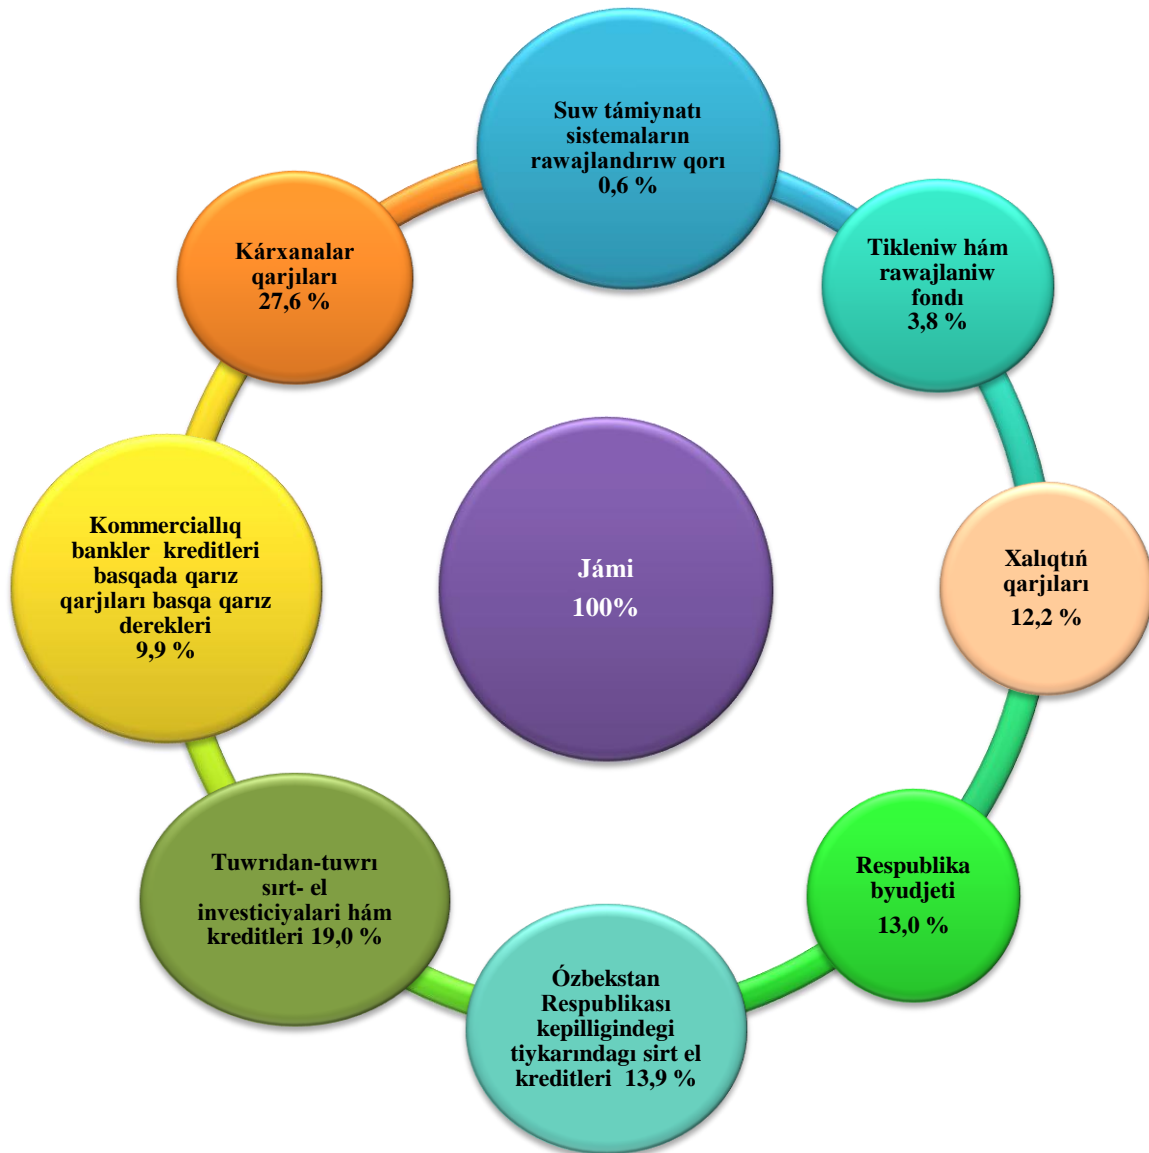 Suw támiynatı
sistemaların
rawajlandırıw qorı
0,6 %
Tikleniw hám
rawajlaniw
fondı
3,8 %
Xalıqtıń
qarjıları
12,2 %
Respublika
byudjeti
13,0 %
Ózbekstan
Respublikası
kepilligindegi
tiykarındagı sirt el
kreditleri 13,9 %
Tuwrıdan-tuwrı
sırt- el
investiciyalari hám
kreditleri 19,0 %
Kommerciallıq
bankler kreditleri
basqada qarız
qarjıları basqa qarız
derekleri
9,9 %
Kárxanalar
qarjıları
27,6 %
Jámi
100%